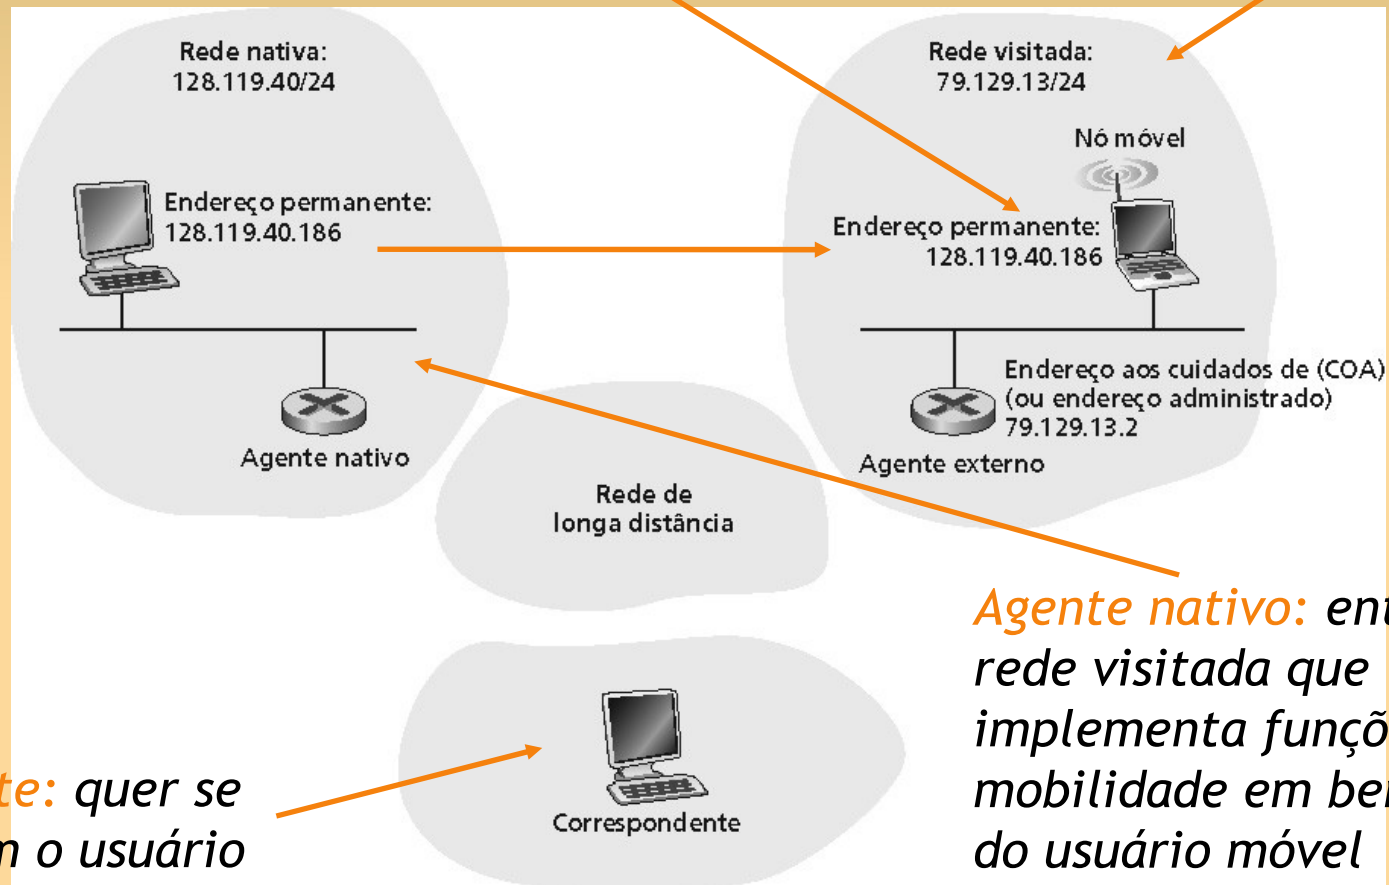 Rede nativa:
128.119.40/24
Rede visitada:
79.129.13/24
Nó móvel
Endereço permanente:
128.119.40.186
Endereço permanente:
128.119.40.186
Endereço aos cuidados de (COA)
(ou endereço administrado)
79.129.13.2
Agente nativo
Agente externo
Rede de
longa distância
Agente nativo: ent
rede visitada que
implementa funçõ
mobilidade em ber
do usuário móvel
te: quer se
o usuário
Correspondente